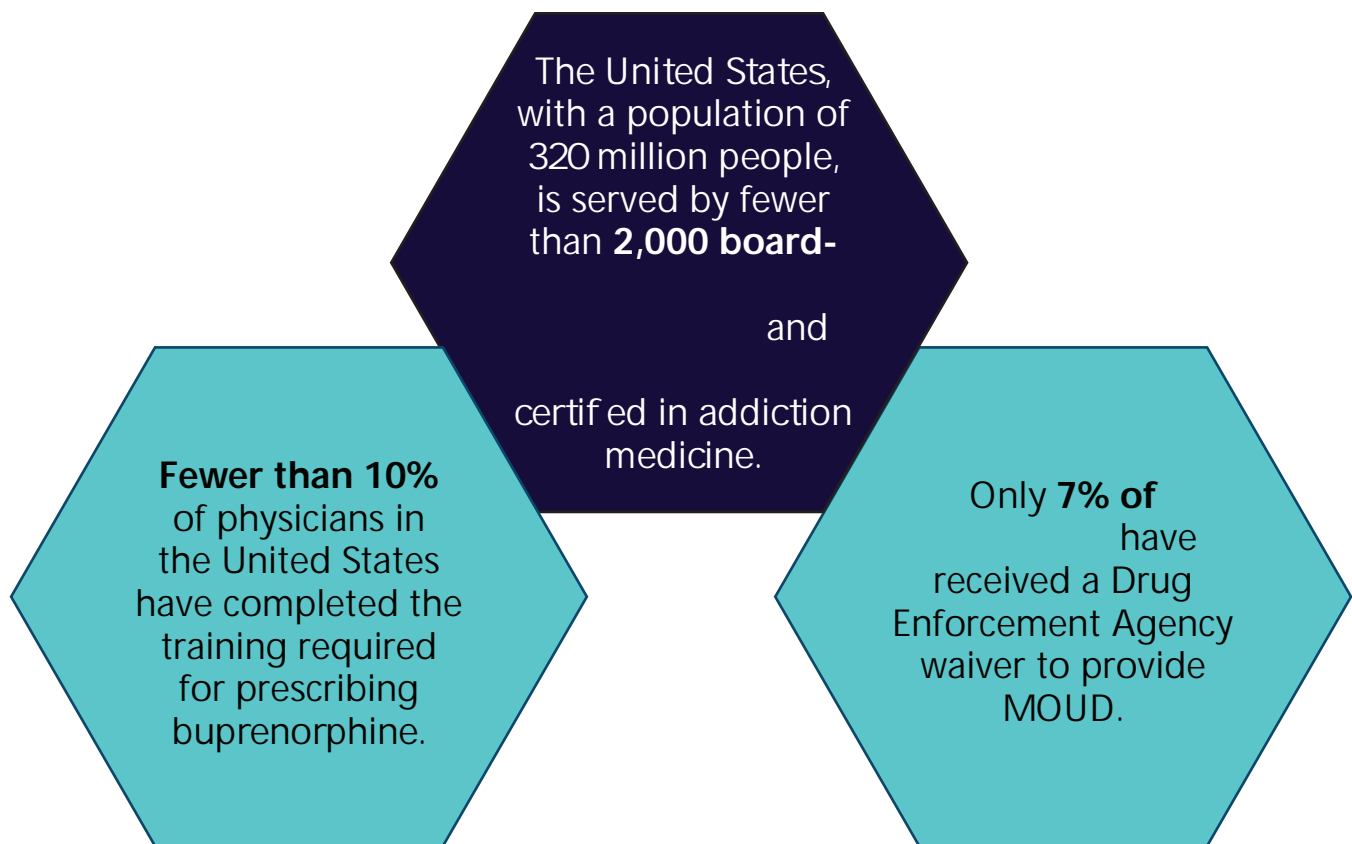 The United States,
with a population of
320 million people,
is served by fewer
than 2,000 board-
and
certif ed in addiction
medicine.
Fewer than 10%
of physicians in
the United States
have completed the
training required
for prescribing
buprenorphine.
Only 7% of
have
received a Drug
Enforcement Agency
waiver to provide
MOUD.